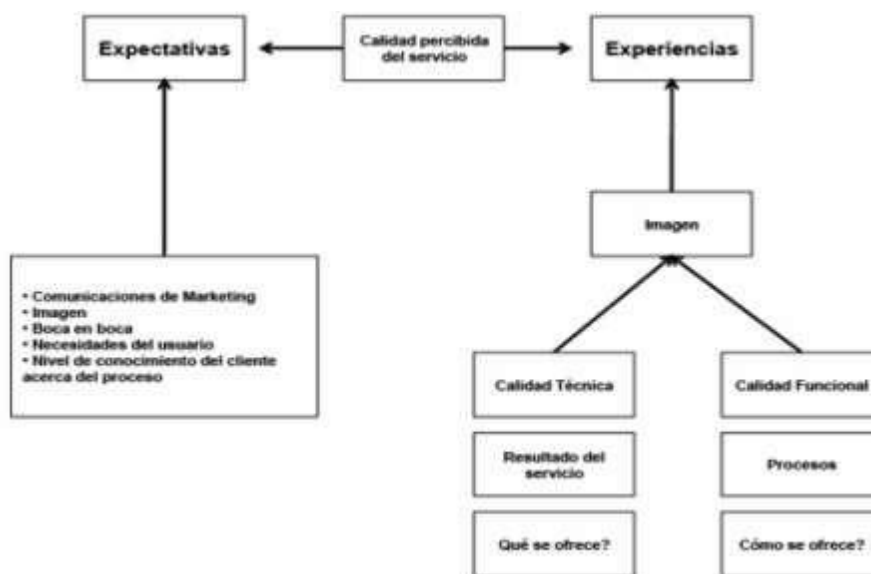 Expectativas
Calidad percibida
del servicio
Experiencias
Imagen
• Comunicaciones de Marketing
• Imagen
• Boca en boca
• Necesidades del usuario
• Nivel de conocimiento del cliente
acerca del proceso
Calidad Técnica
Calidad Funcional
Resultado del
servicio
Procesos
Qué se ofrece?
Cómo se ofrece?